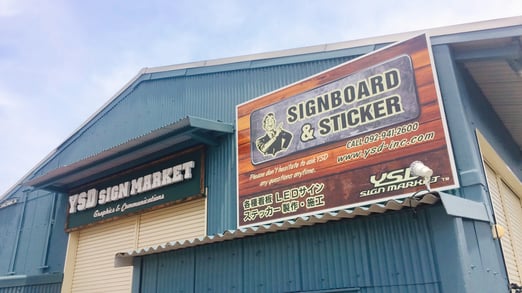 YSD SIGN MARKET
Graphics & Communications
SIGNBOARD
& STICKER
Please don't hesitate to ask YSD
any questions anytime.
CALL 092-941-2600
www.ysd-inc.com
YSD
SIGN MARKET™
各種看板 LEDサイン
ステッカー 製作・施工